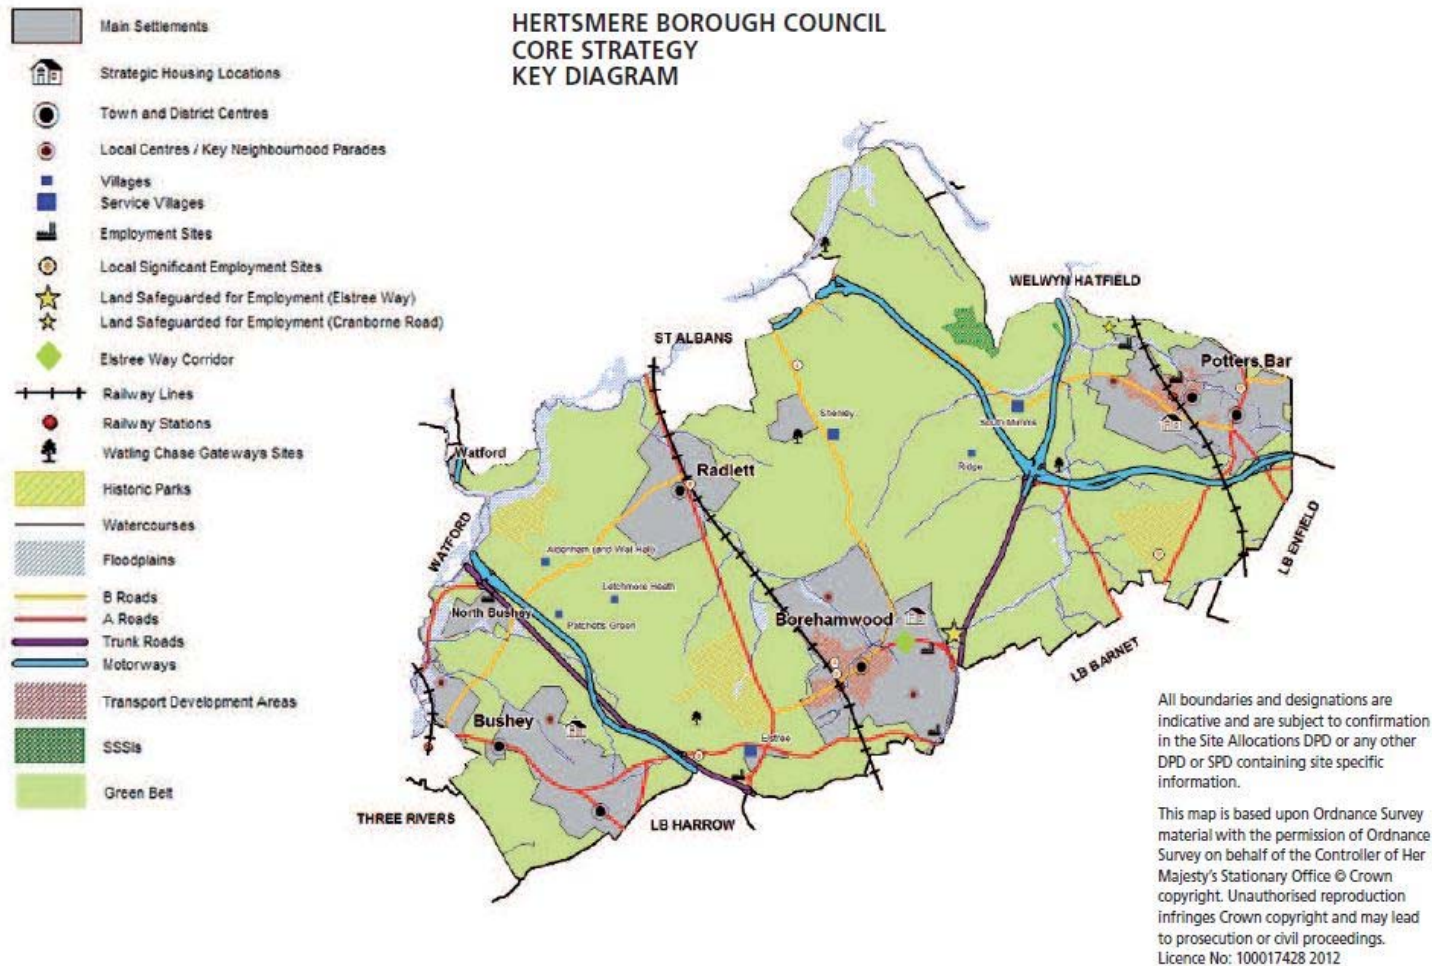 HERTSMERE BOROUGH COUNCIL
CORE STRATEGY
KEY DIAGRAM
Main Settlements
Strategic Housing Locations
Town and District Centres
Local Centres / Key Neighbourhood Parades
Villages
Service Villages
Employment Sites
Local Significant Employment Sites
Land Safeguarded for Employment (Elstree Way)
Land Safeguarded for Employment (Cranborne Road)
Elstree Way Corridor
Railway Lines
Railway Stations
Watling Chase Gateways Sites
Historic Parks
Watercourses
Floodplains
B Roads
A Roads
Trunk Roads
Motorways
Transport Development Areas
SSSIs
Green Belt
WELWYN HATFIELD
ST ALBANS
Potters Bar
Shenley
South Mimms
Watford
Ridge
Radlett
WATFORD
LB ENFIELD
Aldenham (and Wall Hall)
Letchmore Heath
North Bushey
Patchetts Green
Borehamwood
LB BARNET
Bushey
Elstree
THREE RIVERS
LB HARROW
All boundaries and designations are
indicative and are subject to confirmation
in the Site Allocations DPD or any other
DPD or SPD containing site specific
information.
This map is based upon Ordnance Survey
material with the permission of Ordnance
Survey on behalf of the Controller of Her
Majesty's Stationary Office © Crown
copyright. Unauthorised reproduction
infringes Crown copyright and may lead
to prosecution or civil proceedings.
Licence No: 100017428 2012